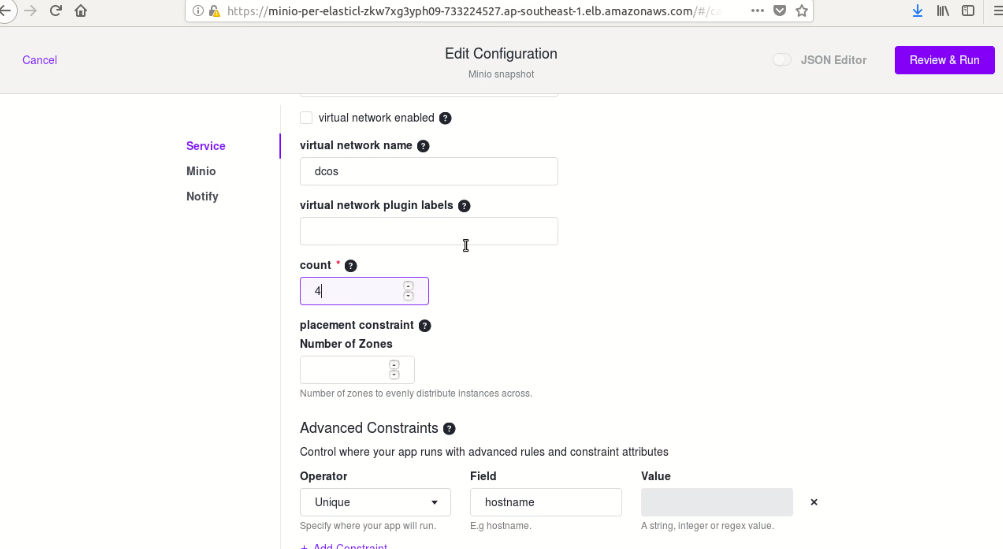 https://minio-per-elasticl-zkw7xg3yph09-733224527.ap-southeast-1.elb.amazonaws.com/#/ca
Cancel
Edit Configuration
Minio snapshot
JSON Editor
Review & Run
virtual network enabled ?
Service
virtual network name ?
Minio
dcos
Notify
virtual network plugin labels ?
count * ?
4
placement constraint ?
Number of Zones
Number of zones to evenly distribute instances across.
Advanced Constraints ?
Control where your app runs with advanced rules and constraint attributes
Operator Field Value
Unique hostname
Specify where your app will run. E.g hostname. A string, integer or regex value.
+ Add Constraint